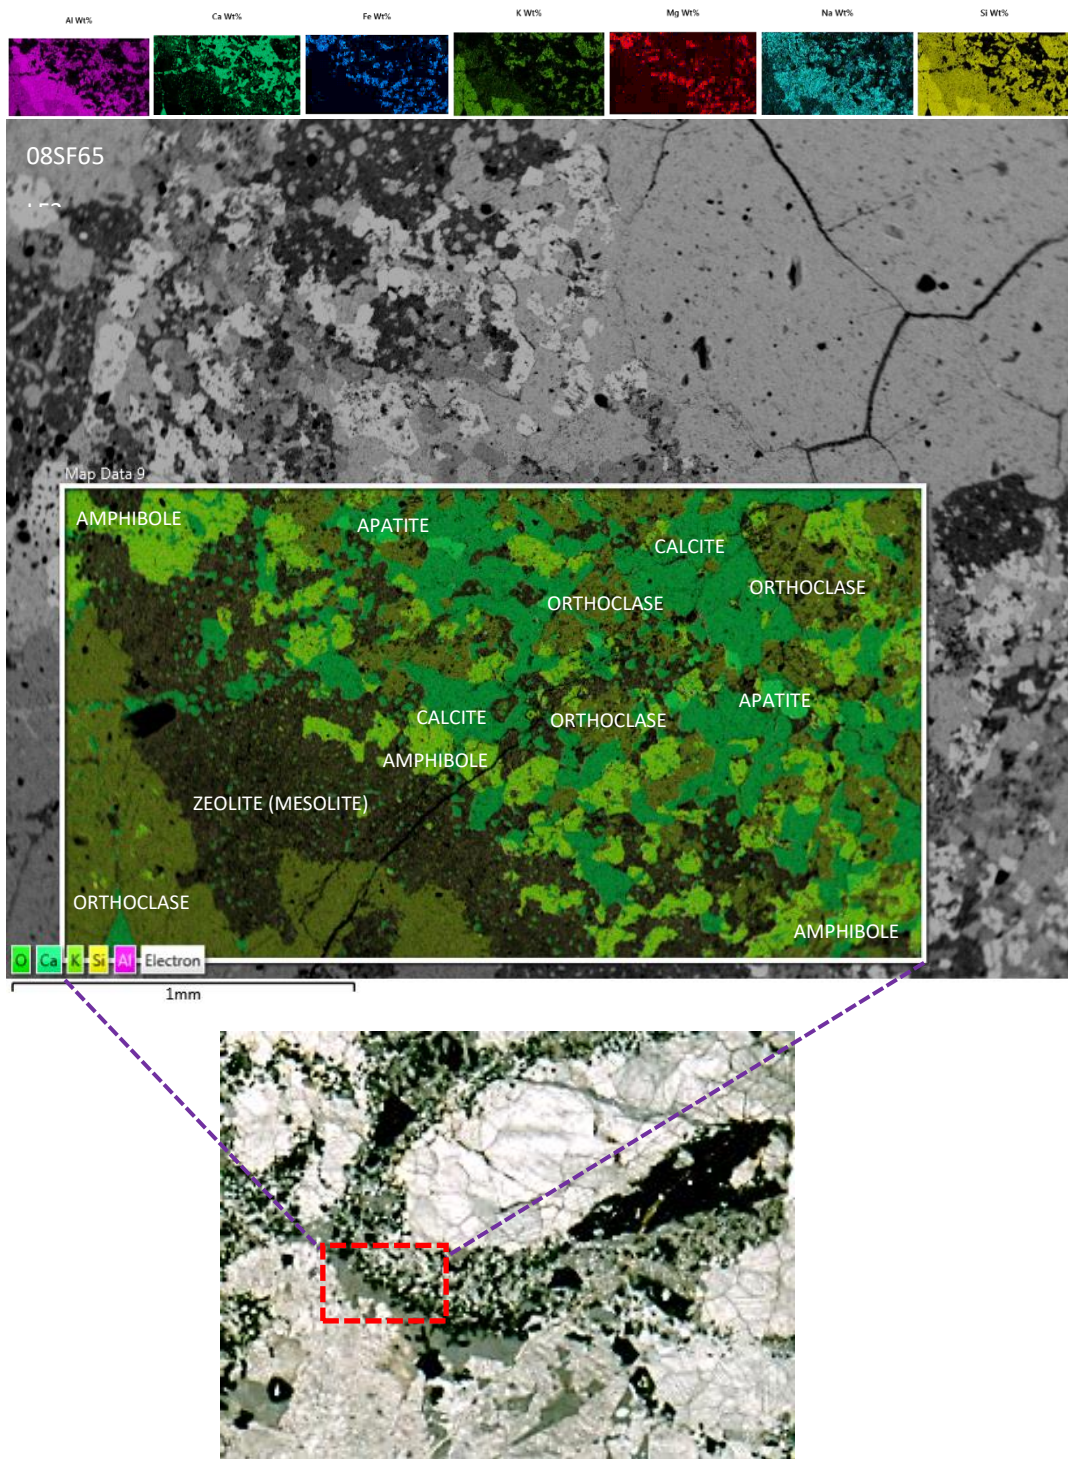 Al Wt% Ca Wt% Fe Wt% K Wt% Mg Wt% Na Wt% Si Wt%
08SF65
Map Data 9
AMPHIBOLE
APATITE
CALCITE
ORTHOCLASE
ORTHOCLASE
APATITE
CALCITE
ORTHOCLASE
AMPHIBOLE
ZEOLITE (MESOLITE)
ORTHOCLASE
AMPHIBOLE
O Ca K Si Al Electron
1mm